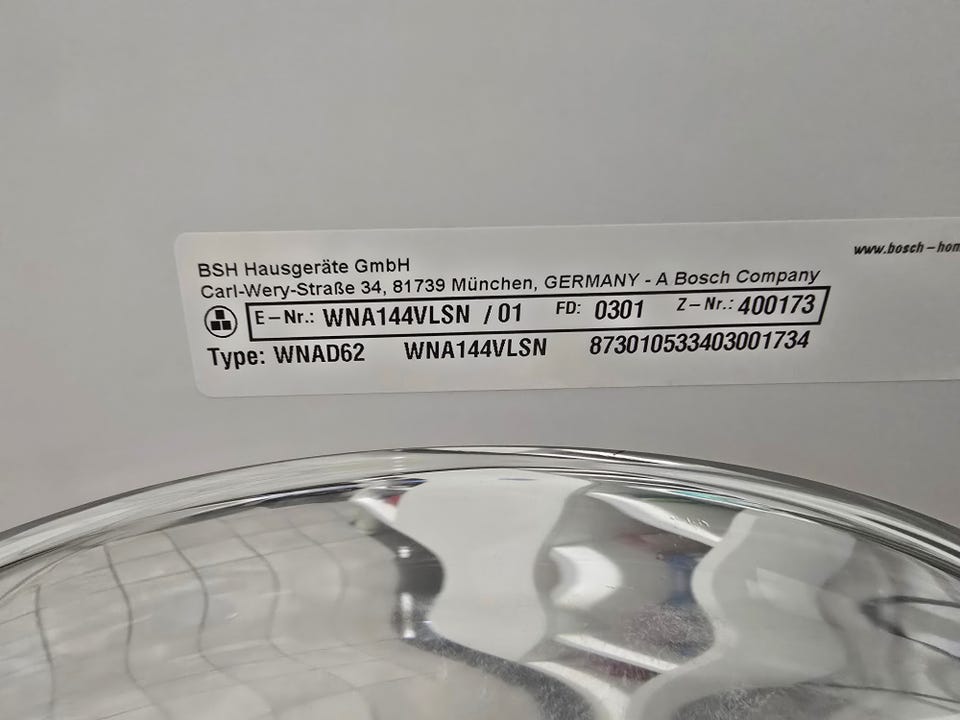 www.bosch-hom
BSH Hausgeräte GmbH
Carl-Wery-Straße 34, 81739 München, GERMANY - A Bosch Company
E-Nr.: WNA144VLSN / 01 FD: 0301 Z-Nr.: 400173
Type: WNAD62 WNA144VLSN 873010533403001734